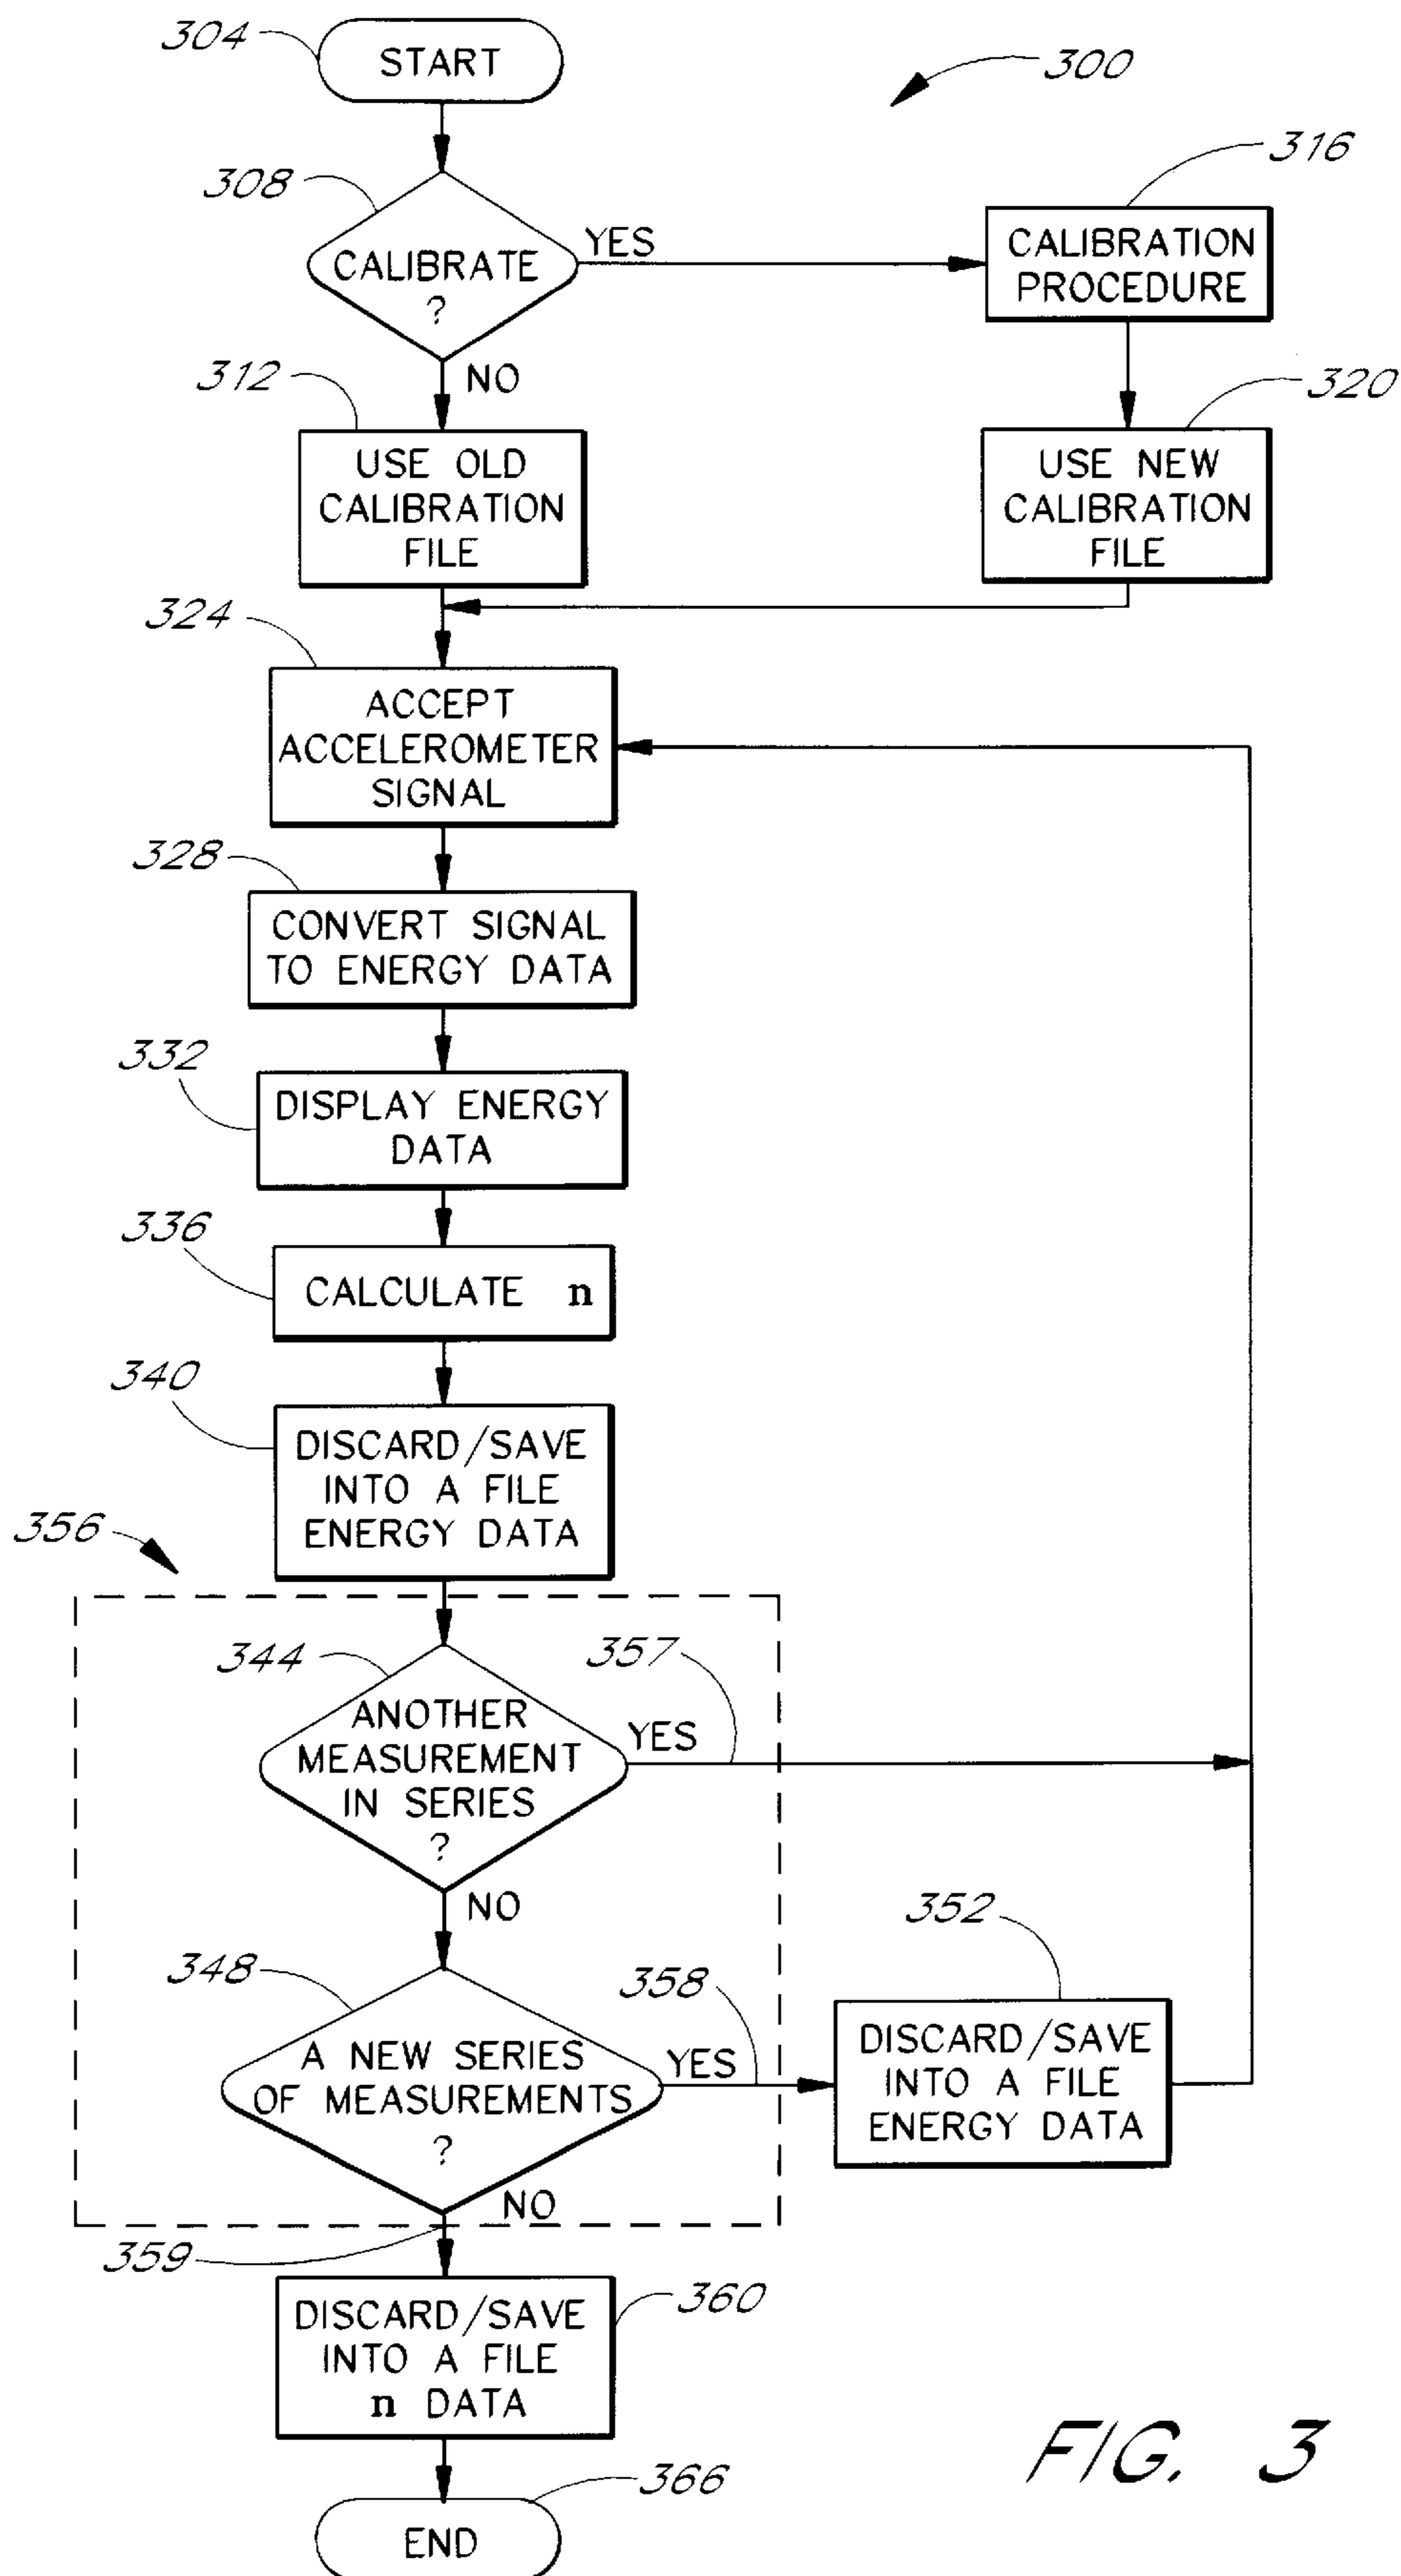 304
START
300
316
308
CALIBRATE
?
YES
CALIBRATION
PROCEDURE
312
NO
320
USE OLD
CALIBRATION
FILE
USE NEW
CALIBRATION
FILE
324
ACCEPT
ACCELEROMETER
SIGNAL
328
CONVERT SIGNAL
TO ENERGY DATA
332
DISPLAY ENERGY
DATA
336
CALCULATE n
340
DISCARD/SAVE
INTO A FILE
ENERGY DATA
356
344
357
ANOTHER
MEASUREMENT
IN SERIES
?
YES
NO
352
348
358
A NEW SERIES
OF MEASUREMENTS
?
YES
DISCARD/SAVE
INTO A FILE
ENERGY DATA
NO
359
360
DISCARD/SAVE
INTO A FILE
n DATA
366
END
FIG. 3